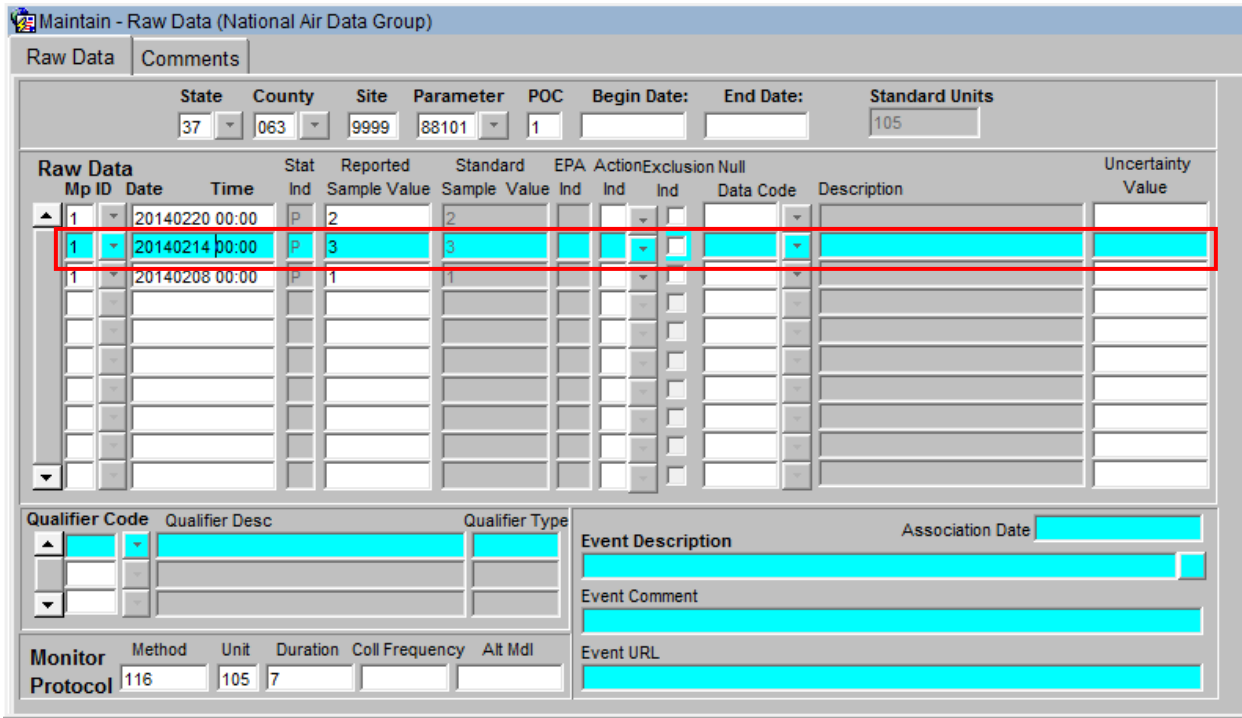 Maintain - Raw Data (National Air Data Group)
Raw Data Comments
State County Site Parameter POC Begin Date: End Date: Standard Units
37 063 9999 88101 1 105
Raw Data Stat Reported Standard EPA Action Exclusion Null Uncertainty
Mp ID Date Time Ind Sample Value Sample Value Ind Ind Ind Data Code Description Value
1 20140220 00:00 P 2 2
1 20140214 00:00 P 3 3
1 20140208 00:00 P 1 1
Qualifier Code Qualifier Desc Qualifier Type
Association Date
Event Description
Event Comment
Event URL
Monitor Protocol
Method Unit Duration Coll Frequency Alt Mdl
116 105 7